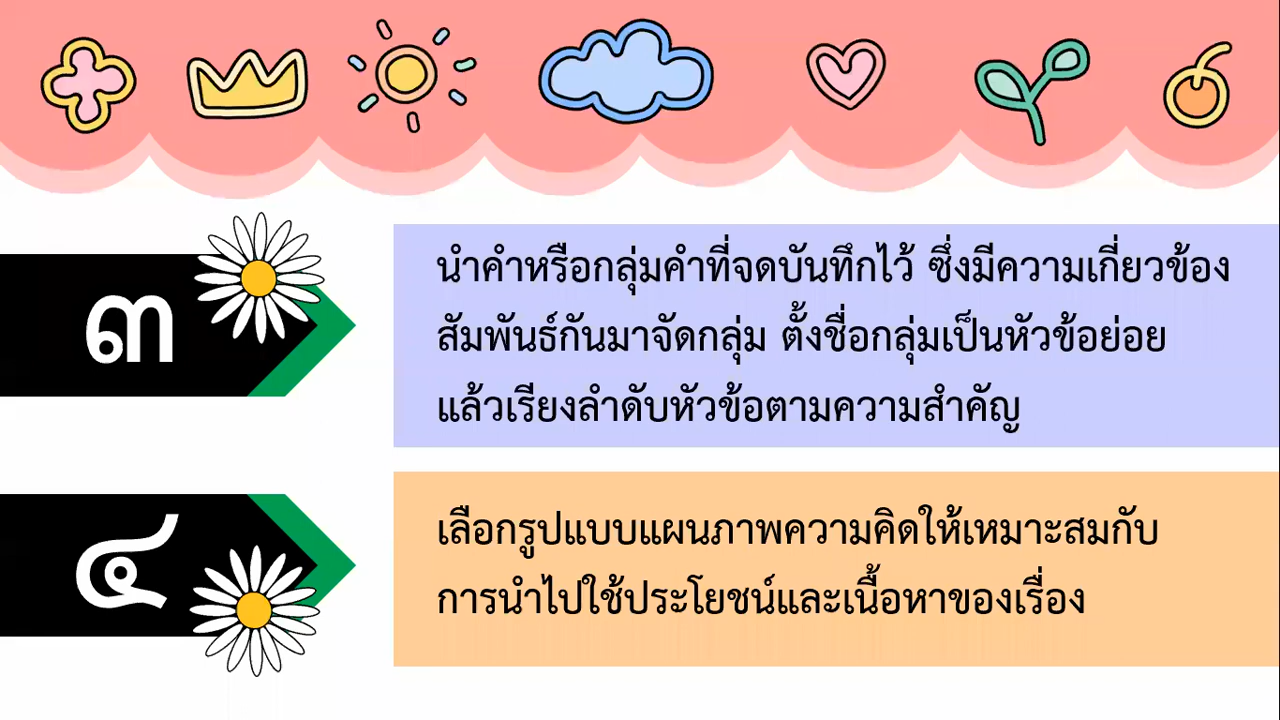 ๓
นำคำหรือกลุ่มคำที่จดบันทึกไว้ ซึ่งมีความเกี่ยวข้อง
สัมพันธ์กันมาจัดกลุ่ม ตั้งชื่อกลุ่มเป็นหัวข้อย่อย
แล้วเรียงลำดับหัวข้อตามความสำคัญ
๔
เลือกรูปแบบแผนภาพความคิดให้เหมาะสมกับ
การนำไปใช้ประโยชน์และเนื้อหาของเรื่อง